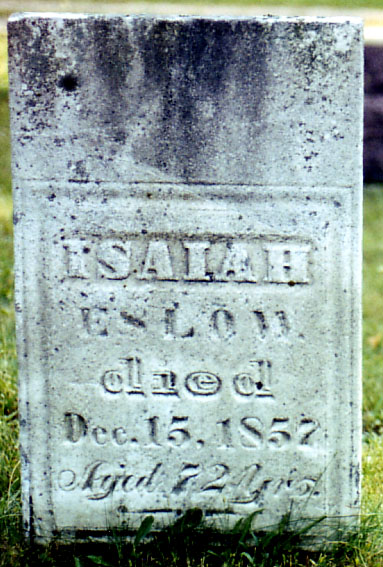 ISAIAH
ESLOW.
died
Dec. 15, 1857
Aged 72 Yrs.